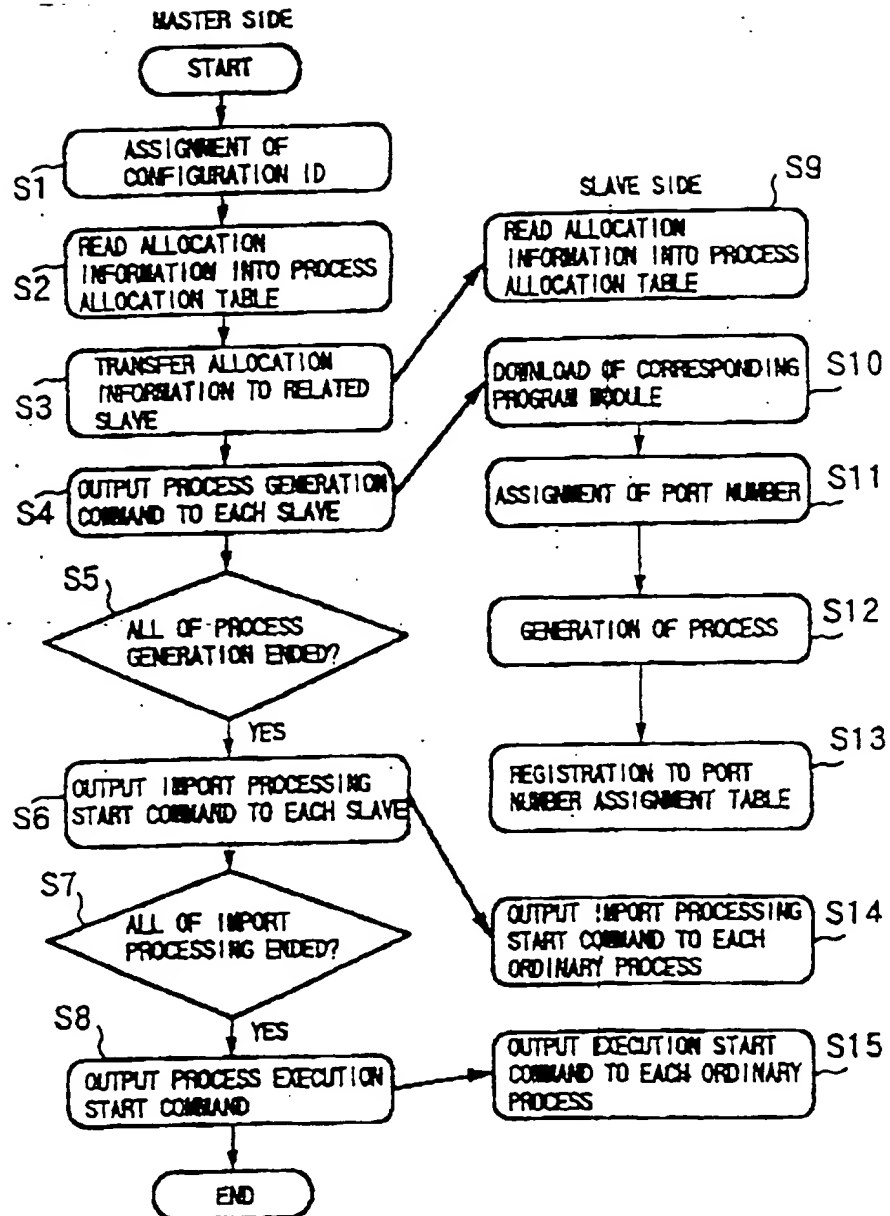 MASTER SIDE
START
S1
ASSIGNMENT OF
CONFIGURATION ID
S2
READ ALLOCATION
INFORMATION INTO PROCESS
ALLOCATION TABLE
S3
TRANSFER ALLOCATION
INFORMATION TO RELATED
SLAVE
S4
OUTPUT PROCESS GENERATION
COMMAND TO EACH SLAVE
S5
ALL OF PROCESS
GENERATION ENDED?
YES
S6
OUTPUT IMPORT PROCESSING
START COMMAND TO EACH SLAVE
S7
ALL OF IMPORT
PROCESSING ENDED?
YES
S8
OUTPUT PROCESS EXECUTION
START COMMAND
END
SLAVE SIDE
S9
READ ALLOCATION
INFORMATION INTO PROCESS
ALLOCATION TABLE
S10
DOWNLOAD OF CORRESPONDING
PROGRAM MODULE
S11
ASSIGNMENT OF PORT NUMBER
S12
GENERATION OF PROCESS
S13
REGISTRATION TO PORT
NUMBER ASSIGNMENT TABLE
S14
OUTPUT IMPORT PROCESSING
START COMMAND TO EACH
ORDINARY PROCESS
S15
OUTPUT EXECUTION START
COMMAND TO EACH ORDINARY
PROCESS